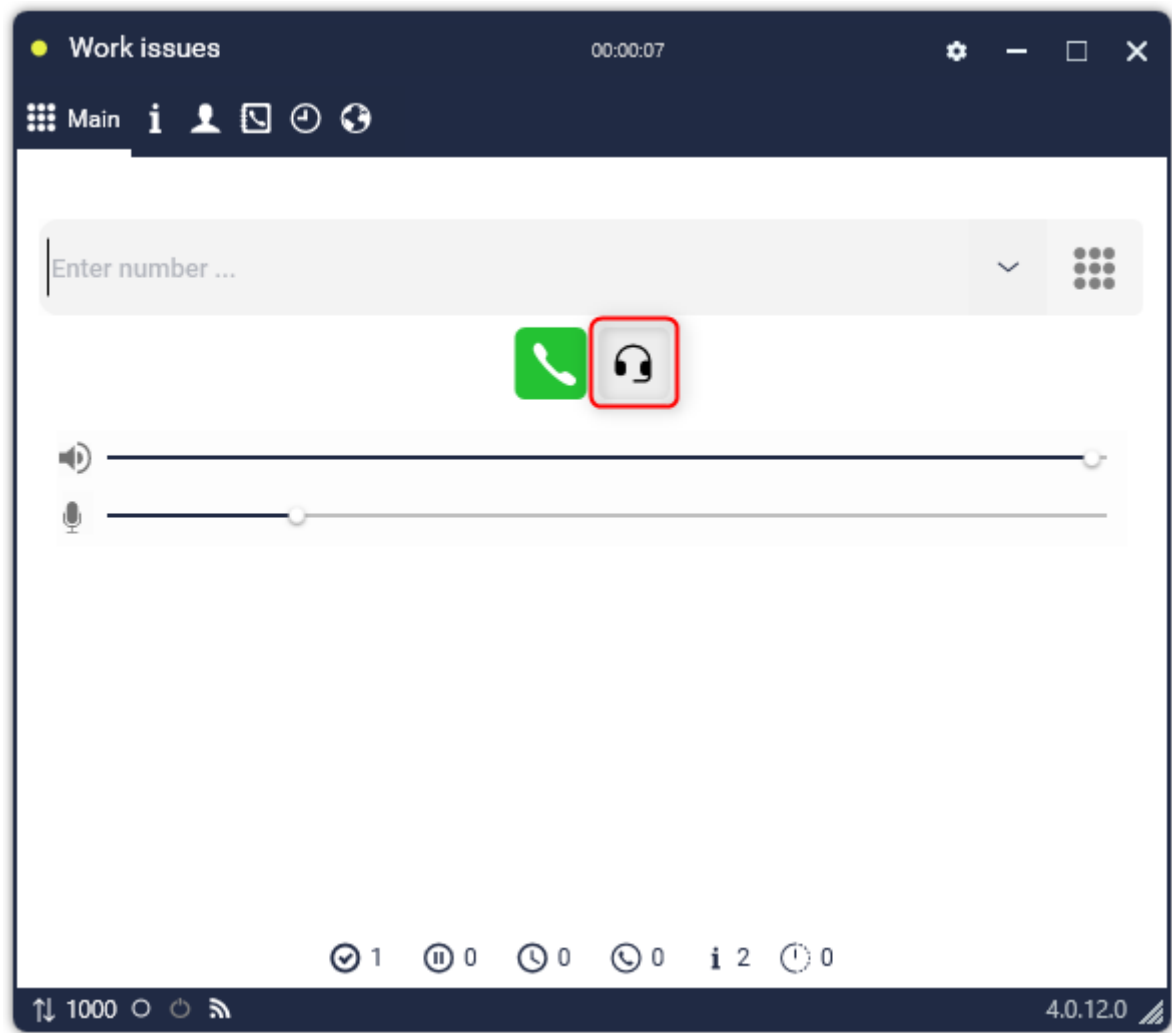 Work issues 00:00:07
Main
Enter number ...
1 0 0 0 2 0
1000 4.0.12.0